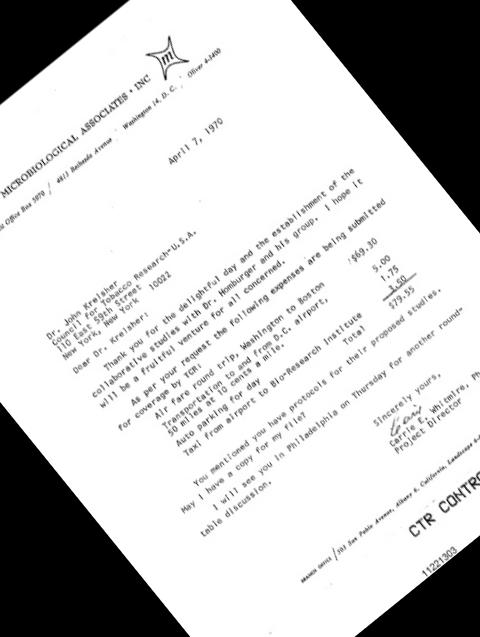 m
MICROBIOLOGICAL ASSOCIATES • INC
Office Box 5970 / 4813 Bethesda Avenue Washington 14, D. C. Oliver 4-3400
April 7, 1970
Dr. John Kreisher
Council for Tobacco Research-U.S.A.
110 East 59th Street
New York, New York 10022
Dear Dr. Kreisher:
Thank you for the delightful day and the establishment of the
collaborative studies with Dr. Homburger and his group. I hope it
will be a fruitful venture for all concerned.
As per your request the following expenses are being submitted
for coverage by TCR:
Air fare round trip, Washington to Boston $69.30
Transportation to and from D.C. airport,
50 miles at 10 cents a mile. 5.00
Auto parking for day 1.75
Taxi from airport to Bio-Research Institute 3.50
Total $79.55
You mentioned you have protocols for their proposed studies.
May I have a copy for my file?
I will see you in Philadelphia on Thursday for another round-
table discussion.
Sincerely yours,
Carrie Whitmire, Ph
Project Director
BRANCH OFFICE / San Pablo Avenue, Albany 6, California, Landscape
CTR CONTRO
11221303